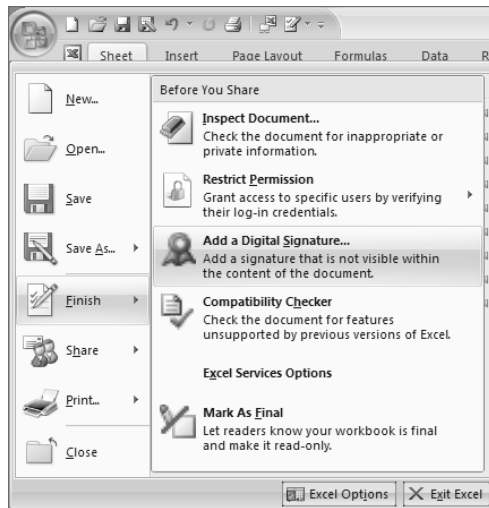 Sheet Insert Page Layout Formulas Data R
New...
Open...
Save
Save As...
Finish
Share
Print...
Close
Before You Share
Inspect Document...
Check the document for inappropriate or
private information.
Restrict Permission
Grant access to specific users by verifying
their log-in credentials.
Add a Digital Signature...
Add a signature that is not visible within
the content of the document.
Compatibility Checker
Check the document for features
unsupported by previous versions of Excel.
Excel Services Options
Mark As Final
Let readers know your workbook is final
and make it read-only.
Excel Options Exit Excel